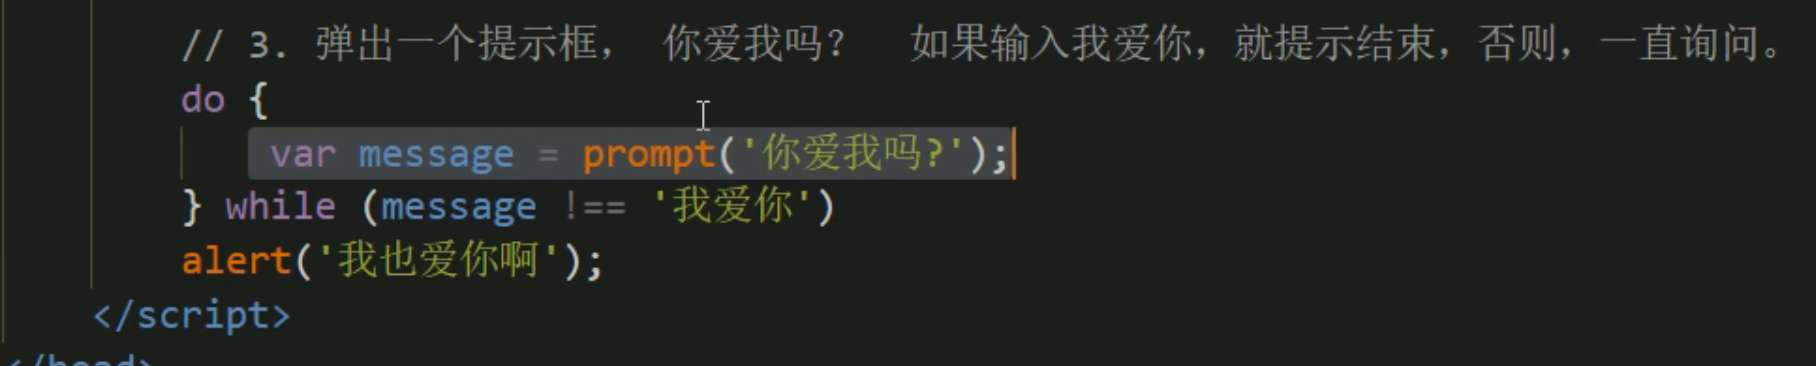 // 3. 弹出一个提示框， 你爱我吗？  如果输入我爱你，就提示结束，否则，一直询问。
do {
var message = prompt('你爱我吗?');
} while (message !== '我爱你')
alert('我也爱你啊');
</script>
</head>